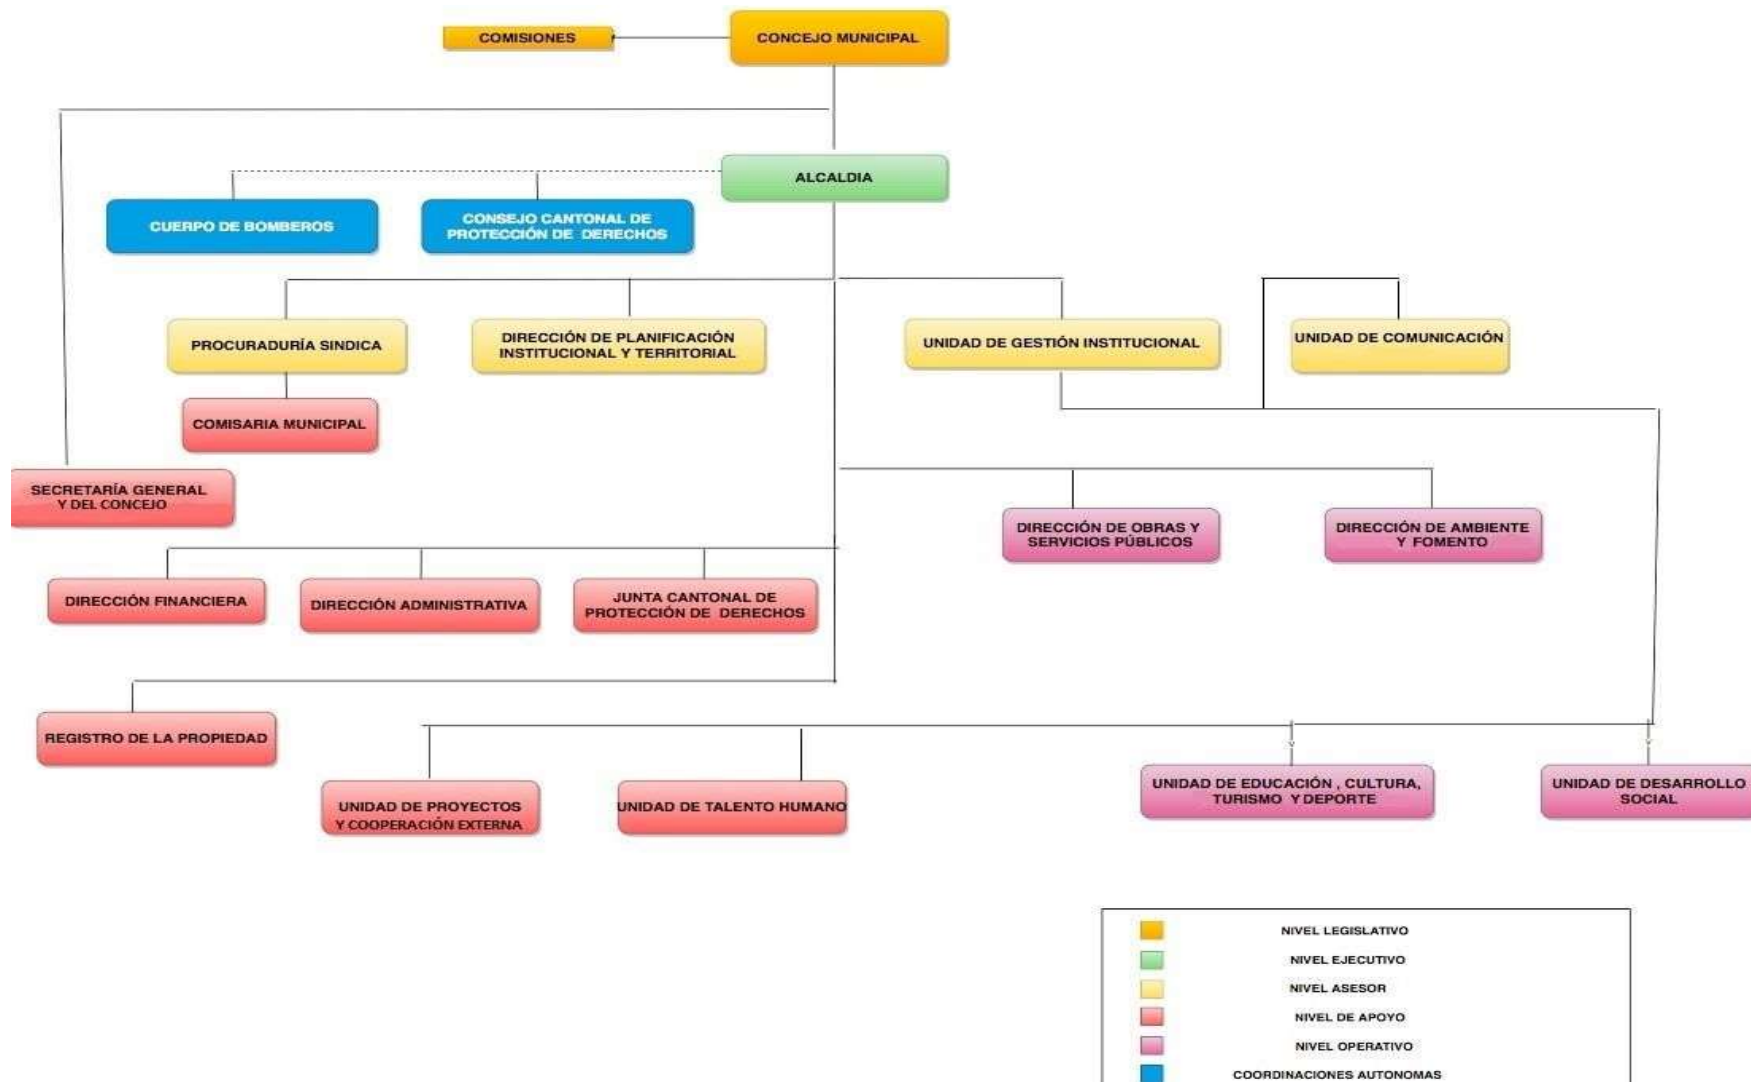 COMISIONES
CONCEJO MUNICIPAL
ALCALDIA
CUERPO DE BOMBEROS
CONSEJO CANTONAL DE
PROTECCIÓN DE DERECHOS
PROCURADURÍA SINDICA
DIRECCIÓN DE PLANIFICACIÓN
INSTITUCIONAL Y TERRITORIAL
UNIDAD DE GESTIÓN INSTITUCIONAL
UNIDAD DE COMUNICACIÓN
COMISARIA MUNICIPAL
SECRETARÍA GENERAL
Y DEL CONCEJO
DIRECCIÓN DE OBRAS Y
SERVICIOS PÚBLICOS
DIRECCIÓN DE AMBIENTE
Y FOMENTO
DIRECCIÓN FINANCIERA
DIRECCIÓN ADMINISTRATIVA
JUNTA CANTONAL DE
PROTECCIÓN DE DERECHOS
REGISTRO DE LA PROPIEDAD
UNIDAD DE PROYECTOS
Y COOPERACIÓN EXTERNA
UNIDAD DE TALENTO HUMANO
UNIDAD DE EDUCACIÓN , CULTURA,
TURISMO Y DEPORTE
UNIDAD DE DESARROLLO
SOCIAL
NIVEL LEGISLATIVO
NIVEL EJECUTIVO
NIVEL ASESOR
NIVEL DE APOYO
NIVEL OPERATIVO
COORDINACIONES AUTONOMAS